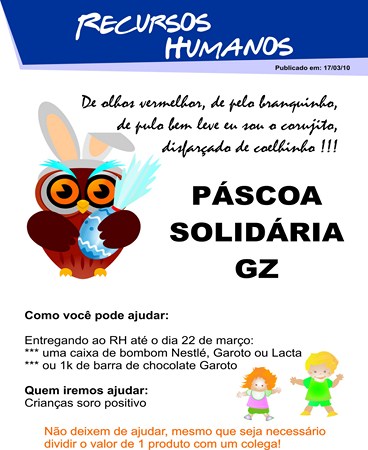 RECURSOS
HUMANOS
Publicado em: 17/03/10
De olhos vermelhor, de pelo branquinho,
de pulo bem leve eu sou o corujito,
disfarçado de coelhinho !!!
PÁSCOA
SOLIDÁRIA
GZ
Como você pode ajudar:
Entregando ao RH até o dia 22 de março:
*** uma caixa de bombom Nestlé, Garoto ou Lacta
*** ou 1k de barra de chocolate Garoto
Quem iremos ajudar:
Crianças soro positivo
Não deixem de ajudar, mesmo que seja necessário
dividir o valor de 1 produto com um colega!